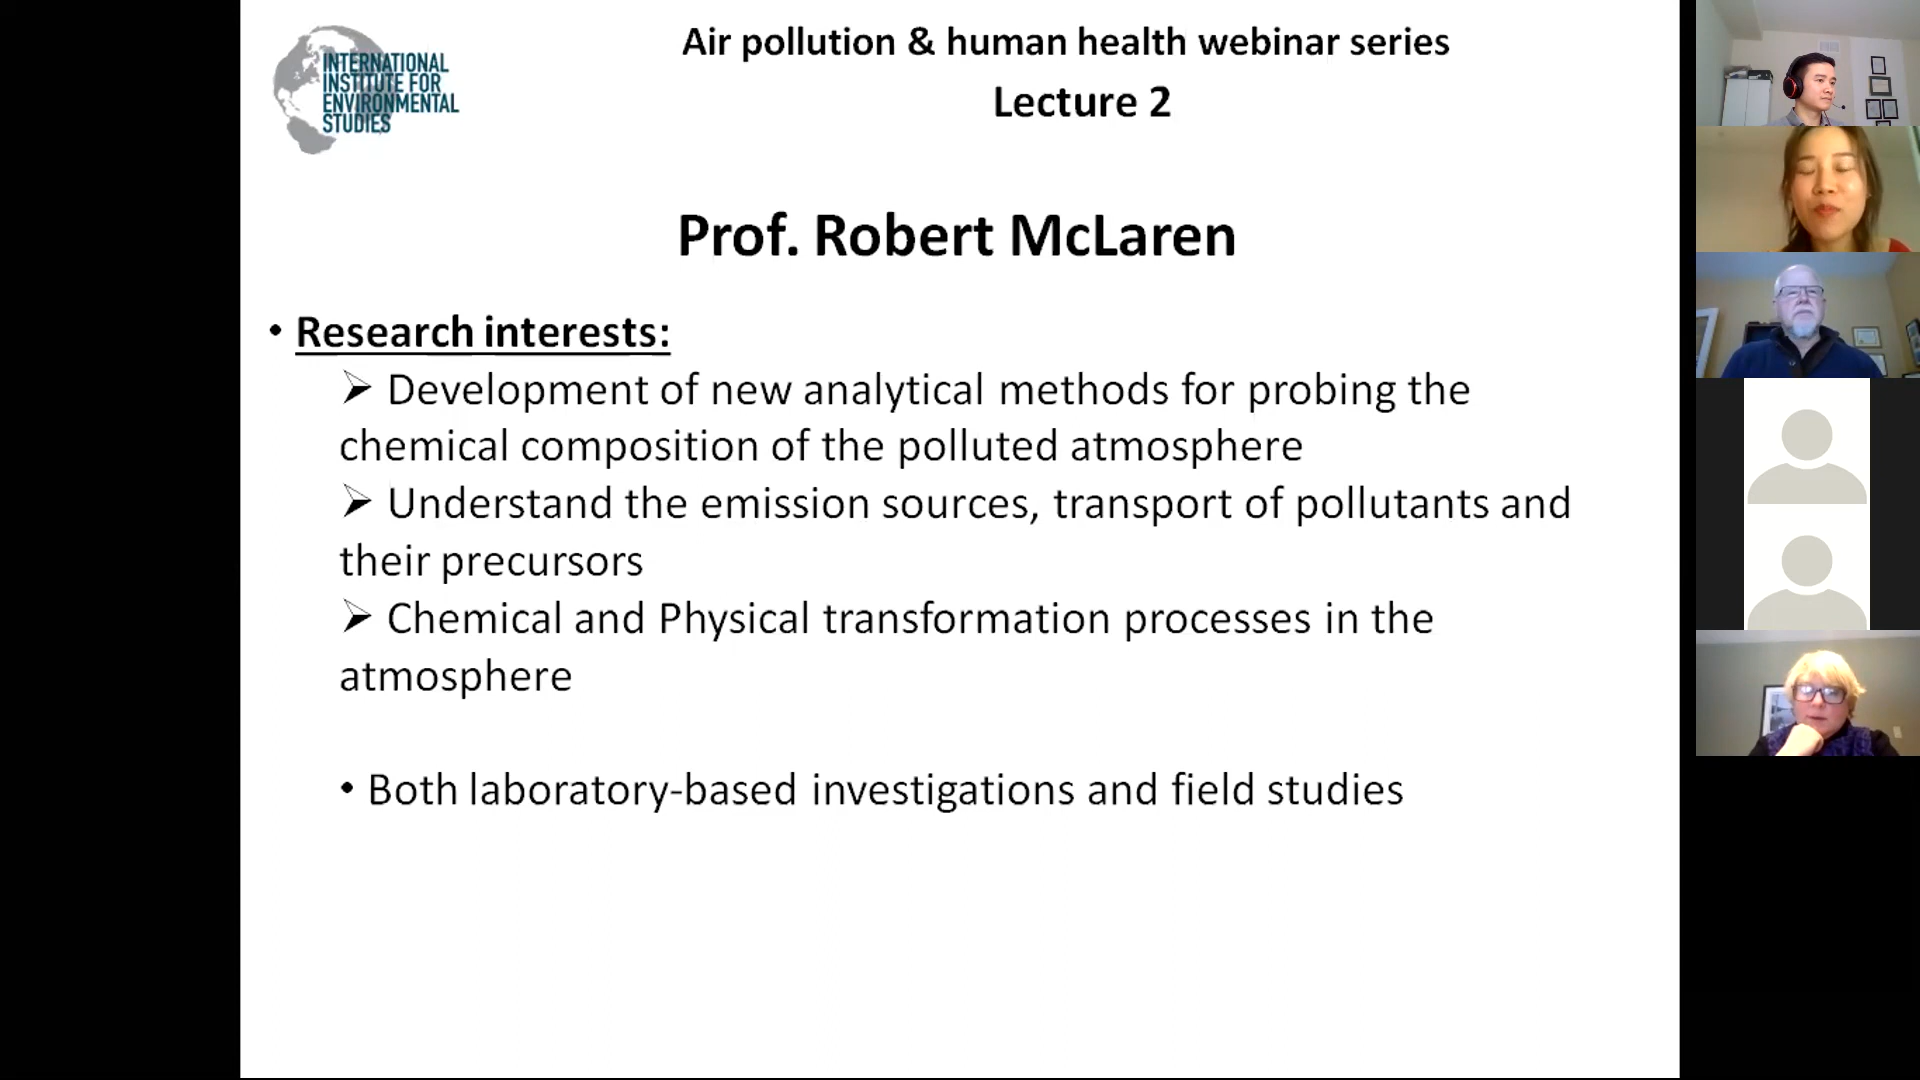 INTERNATIONAL
INSTITUTE FOR
ENVIRONMENTAL
STUDIES
Air pollution & human health webinar series
Lecture 2
Prof. Robert McLaren
• Research interests:
➢ Development of new analytical methods for probing the
chemical composition of the polluted atmosphere
➢ Understand the emission sources, transport of pollutants and
their precursors
➢ Chemical and Physical transformation processes in the
atmosphere
• Both laboratory-based investigations and field studies